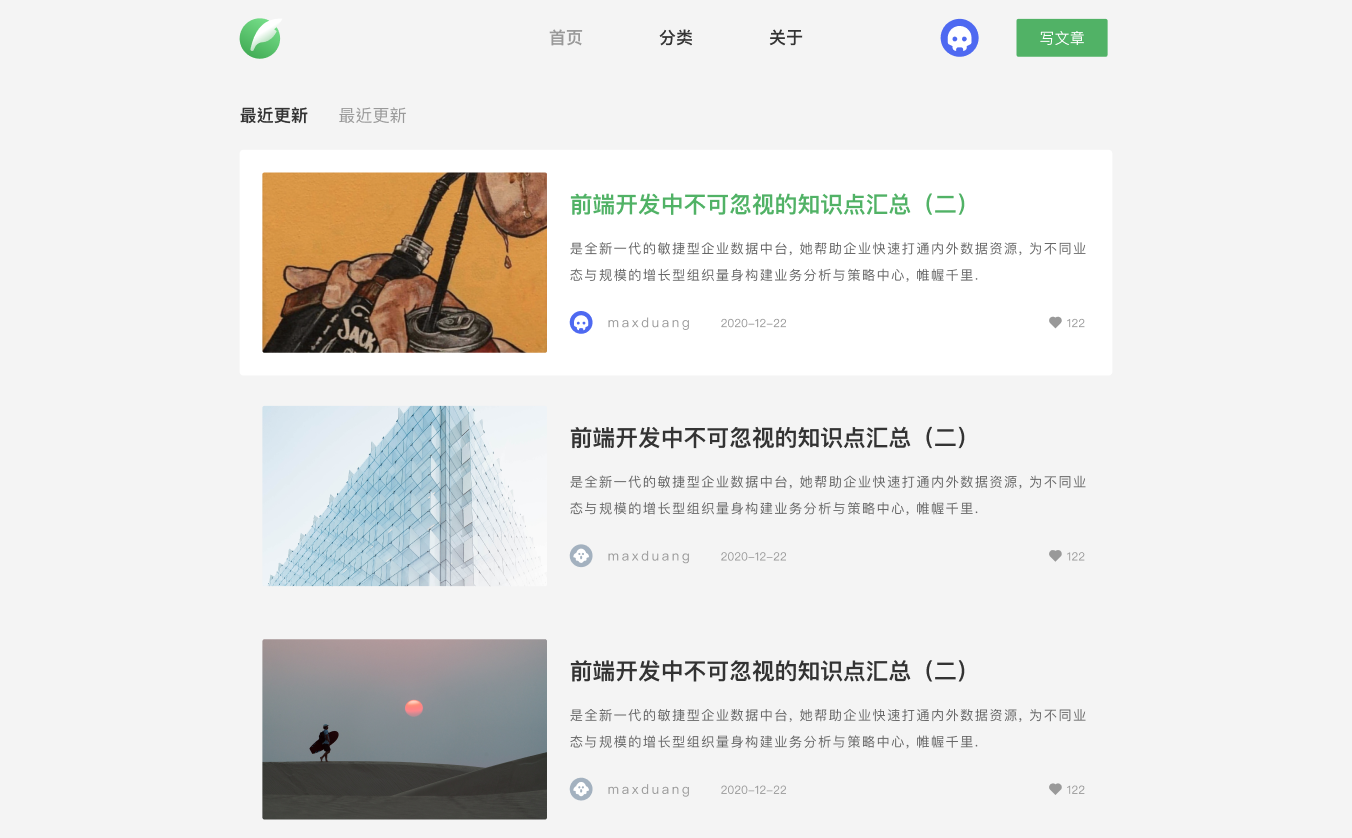 首页 分类 关于 写文章
最近更新 最近更新
前端开发中不可忽视的知识点汇总（二）
是全新一代的敏捷型企业数据中台, 她帮助企业快速打通内外数据资源, 为不同业
态与规模的增长型组织量身构建业务分析与策略中心, 帷幄千里.
maxduang 2020-12-22 122
JACK
前端开发中不可忽视的知识点汇总（二）
是全新一代的敏捷型企业数据中台, 她帮助企业快速打通内外数据资源, 为不同业
态与规模的增长型组织量身构建业务分析与策略中心, 帷幄千里.
maxduang 2020-12-22 122
前端开发中不可忽视的知识点汇总（二）
是全新一代的敏捷型企业数据中台, 她帮助企业快速打通内外数据资源, 为不同业
态与规模的增长型组织量身构建业务分析与策略中心, 帷幄千里.
maxduang 2020-12-22 122